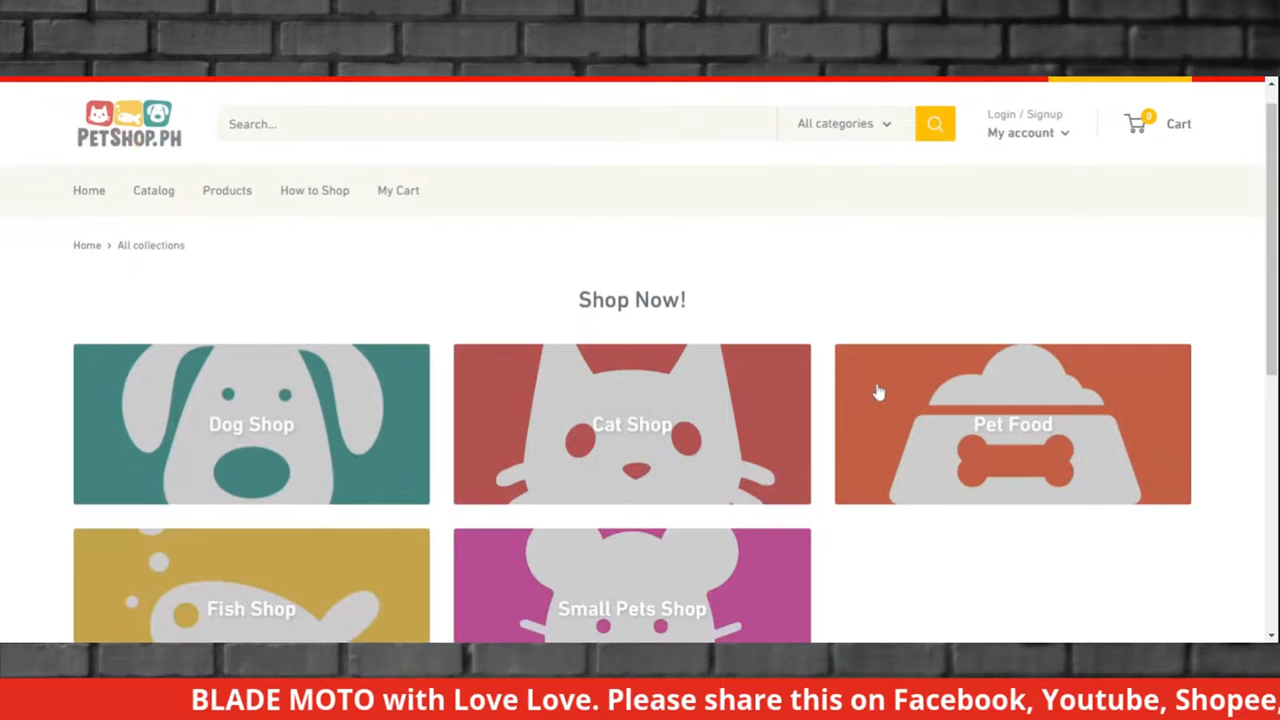 PETSHOP.PH
Search...
All categories
Login / Signup
My account
0
Cart
Home
Catalog
Products
How to Shop
My Cart
Home > All collections
Shop Now!
Dog Shop
Cat Shop
Pet Food
Fish Shop
Small Pets Shop
BLADE MOTO with Love Love. Please share this on Facebook, Youtube, Shopee,